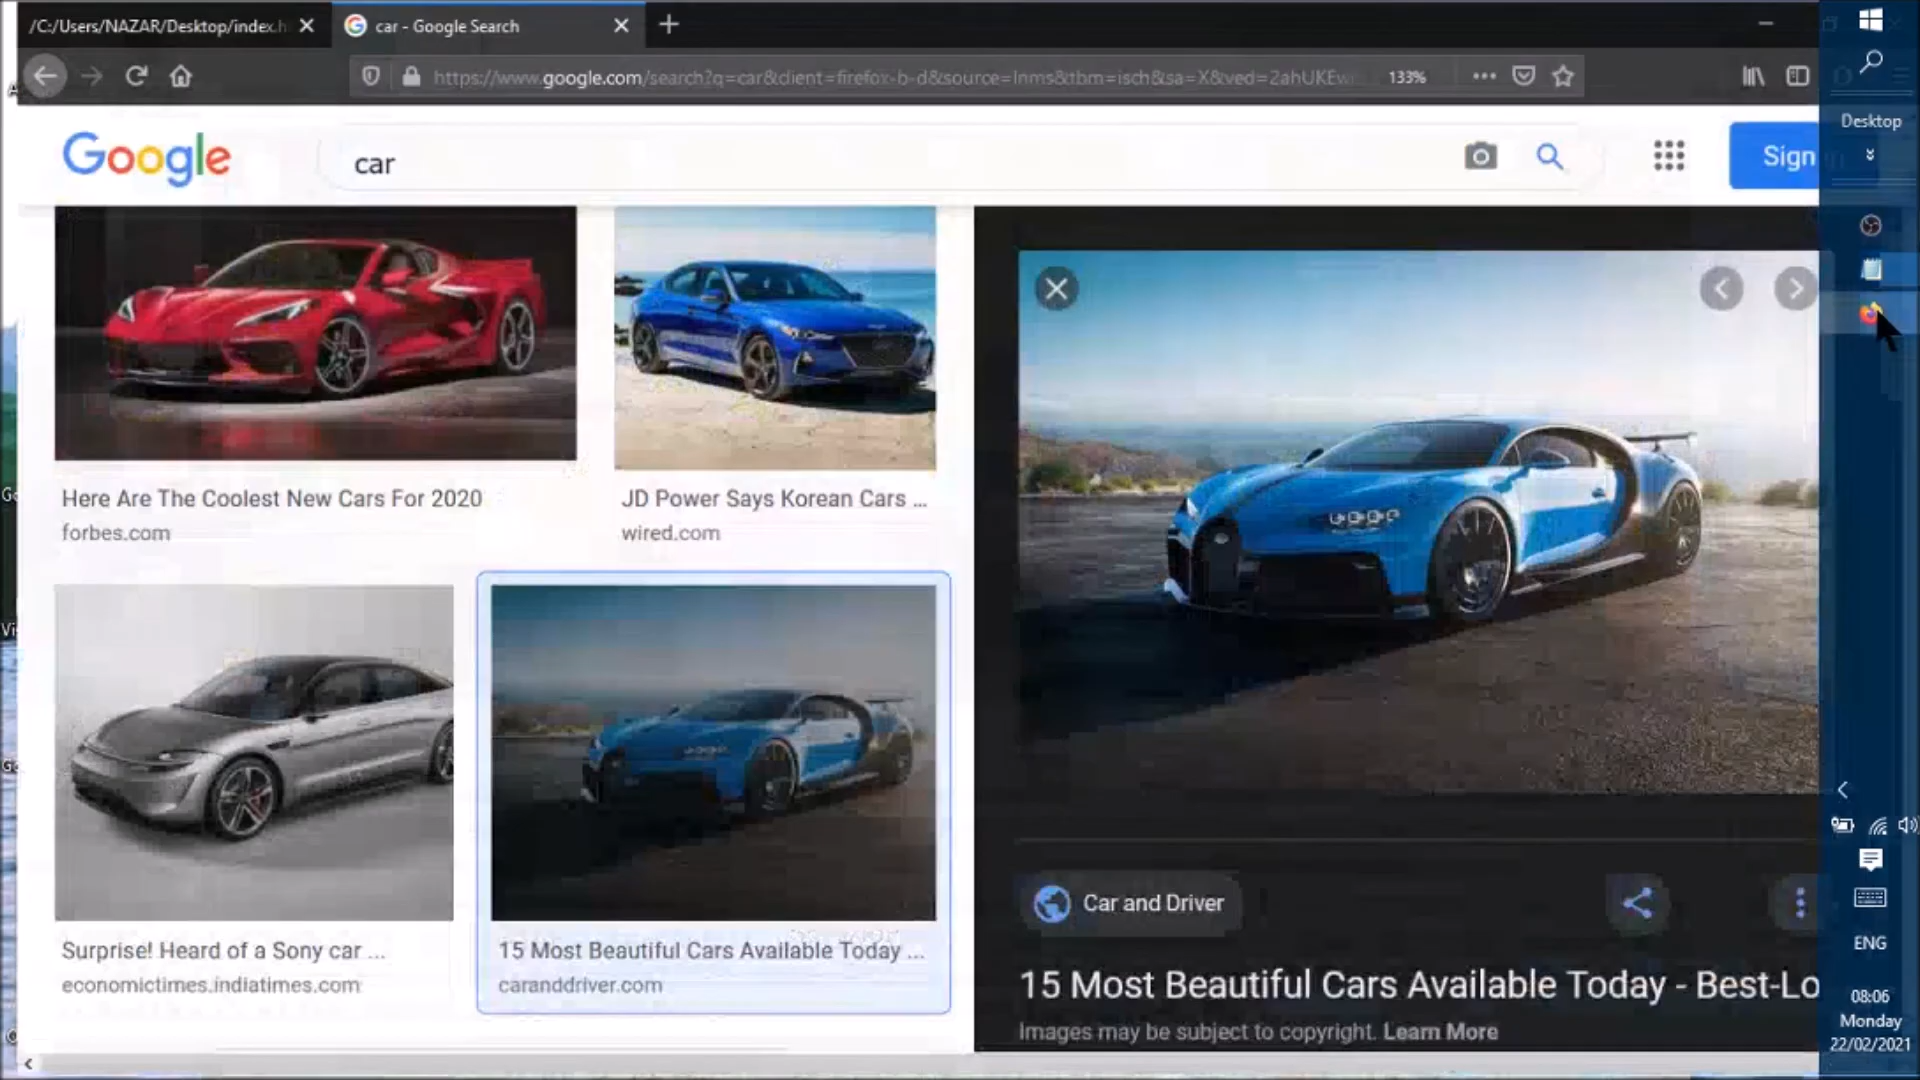 /C:/Users/NAZAR/Desktop/index.h
car - Google Search
https://www.google.com/search?q=car&client=firefox-b-d&source=lnms&tbm=isch&sa=X&ved=2ahUKEw
133%
Desktop
Google
car
Sign
Here Are The Coolest New Cars For 2020
forbes.com
JD Power Says Korean Cars ...
wired.com
Surprise! Heard of a Sony car ...
economictimes.indiatimes.com
15 Most Beautiful Cars Available Today ...
caranddriver.com
Car and Driver
15 Most Beautiful Cars Available Today - Best-Lo
Images may be subject to copyright. Learn More
ENG
08:06
Monday
22/02/2021